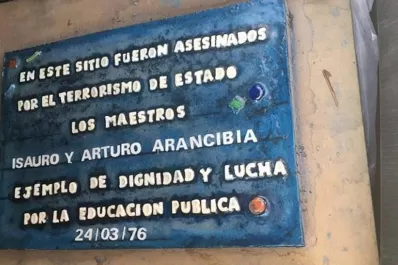 EN ESTE SITIO FUERON ASESINADOS
POR EL TERRORISMO DE ESTADO
LOS MAESTROS
ISAURO Y ARTURO ARANCIBIA
EJEMPLO DE DIGNIDAD Y LUCHA
POR LA EDUCACION PUBLICA
24/03/76